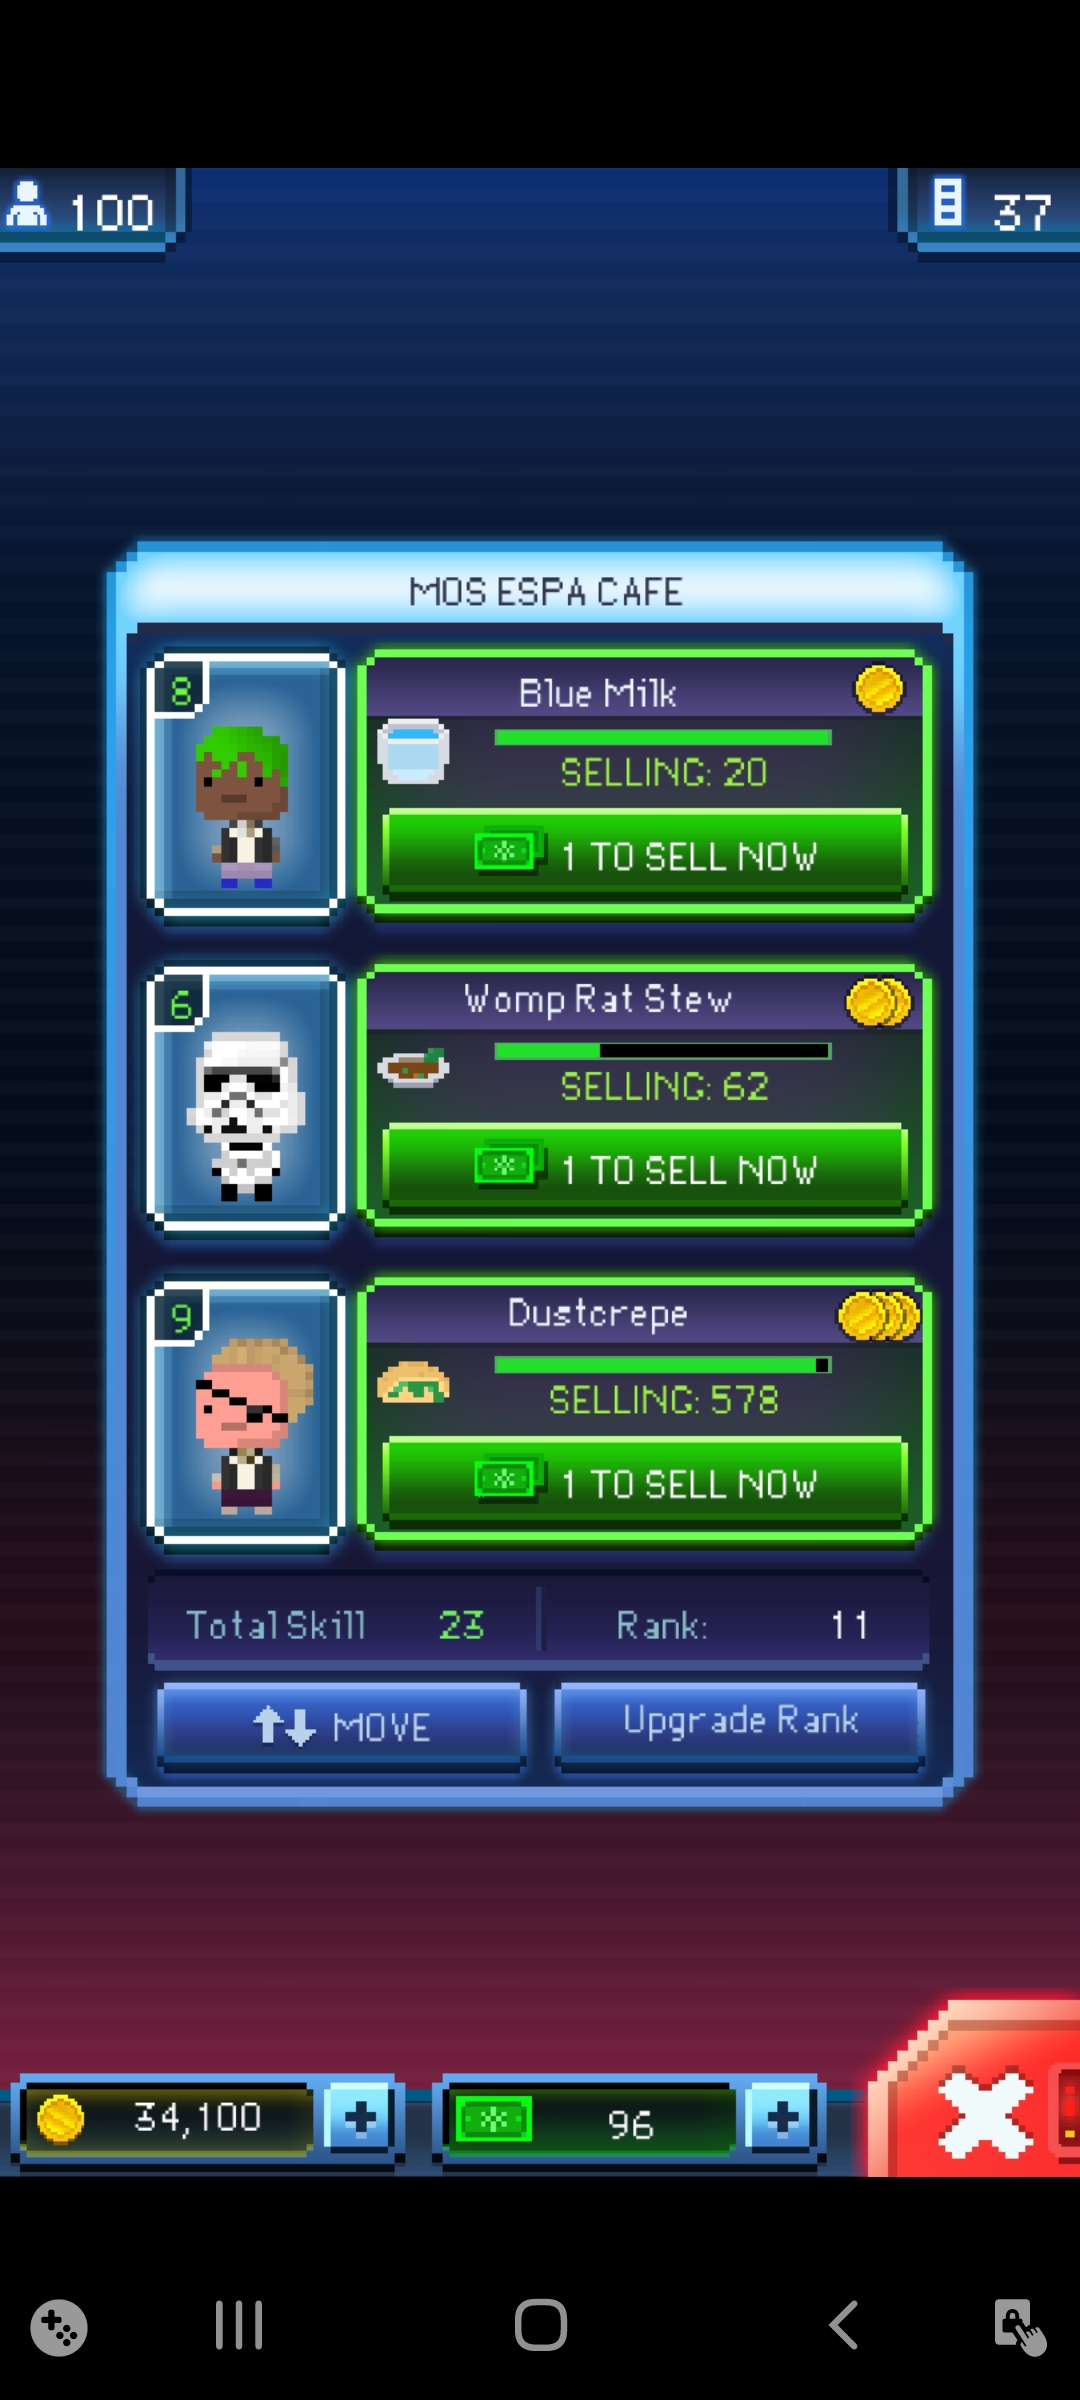 100
37
MOS ESPA CAFE
8
Blue Milk
SELLING: 20
1 TO SELL NOW
6
Womp Rat Stew
SELLING: 62
1 TO SELL NOW
9
Dustcrepe
SELLING: 578
1 TO SELL NOW
Total Skill 23
Rank: 11
MOVE
Upgrade Rank
34,100
96